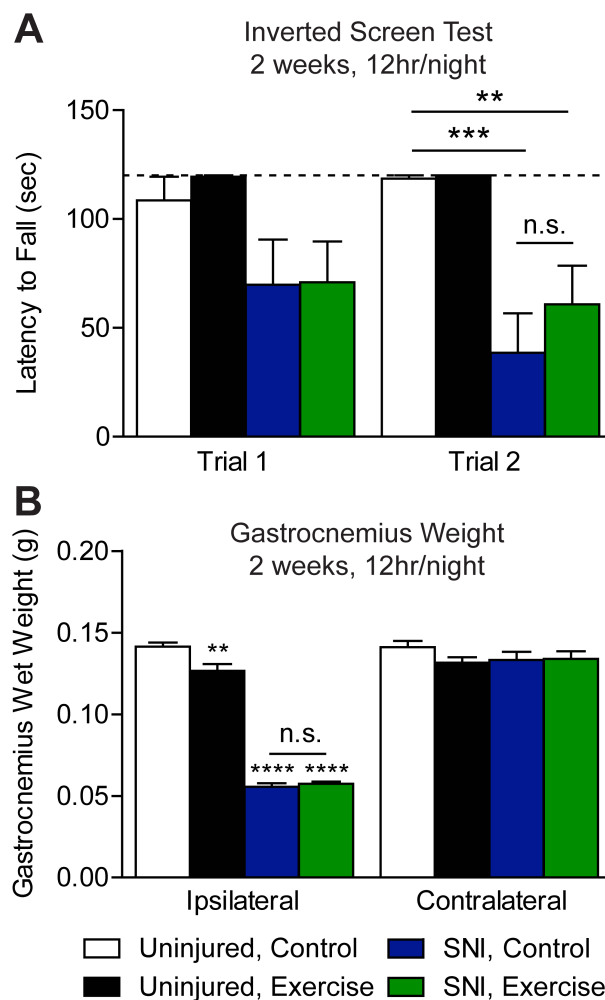 A
Inverted Screen Test
2 weeks, 12hr/night
Latency to Fall (sec)
150
100
50
0
**
***
n.s.
Trial 1
Trial 2
B
Gastrocnemius Weight
2 weeks, 12hr/night
Gastrocnemius Wet Weight (g)
0.20
0.15
0.10
0.05
0.00
**
n.s.
**** ****
Ipsilateral
Contralateral
Uninjured, Control
SNI, Control
Uninjured, Exercise
SNI, Exercise